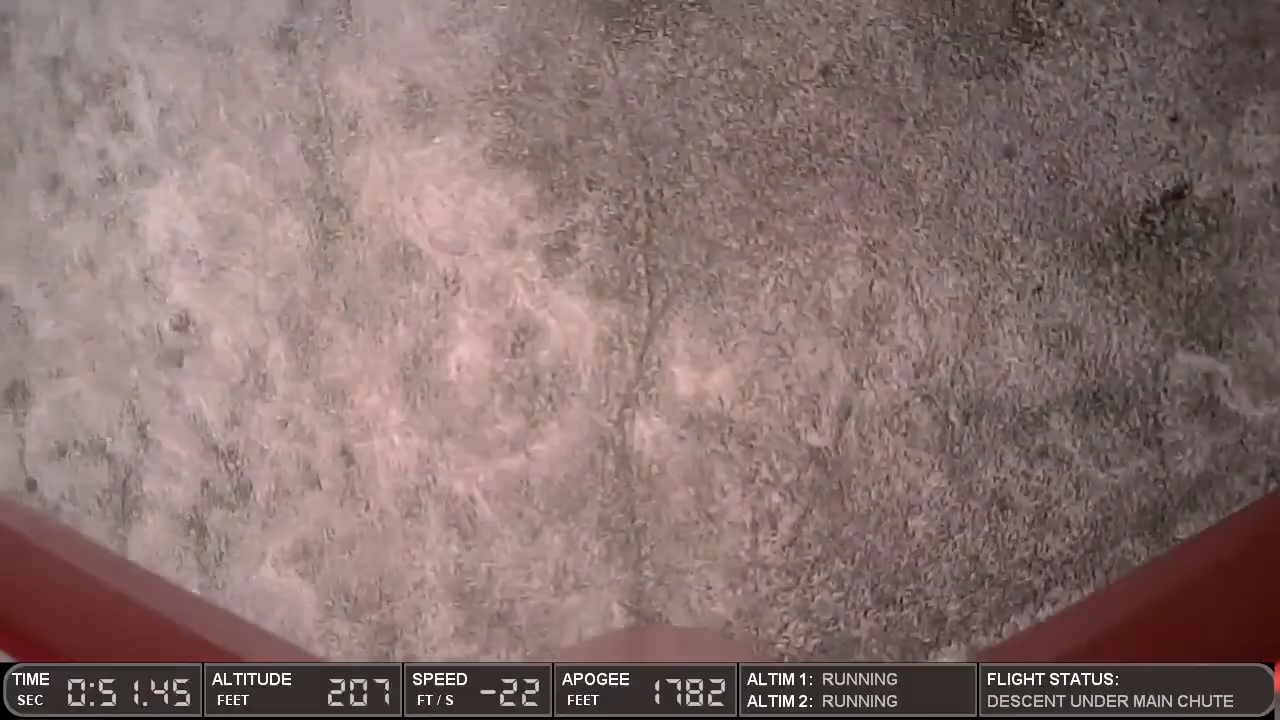 TIME
SEC
0:51.45
ALTITUDE
FEET
207
SPEED
FT / S
-22
APOGEE
FEET
1782
ALTIM 1: RUNNING
ALTIM 2: RUNNING
FLIGHT STATUS:
DESCENT UNDER MAIN CHUTE